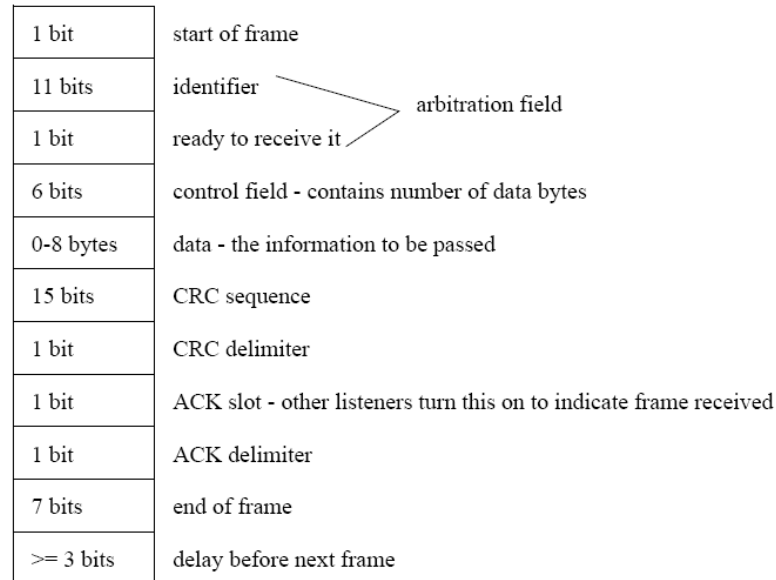 1 bit start of frame
11 bits identifier
arbitration field
1 bit ready to receive it
6 bits control field - contains number of data bytes
0-8 bytes data - the information to be passed
15 bits CRC sequence
1 bit CRC delimiter
1 bit ACK slot - other listeners turn this on to indicate frame received
1 bit ACK delimiter
7 bits end of frame
>= 3 bits delay before next frame